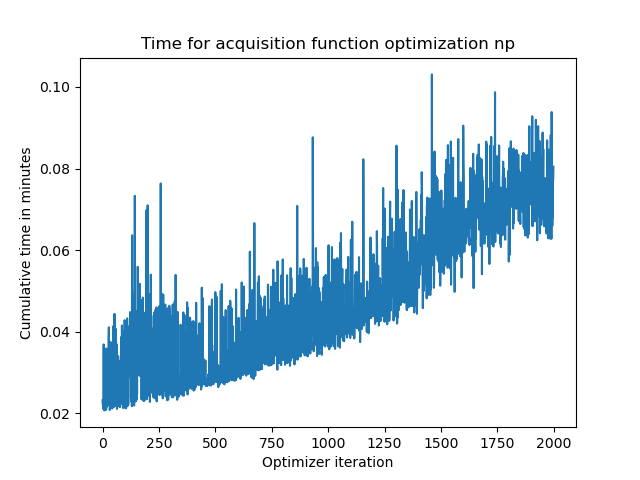 Time for acquisition function optimization np
0.10
0.08
0.06
0.04
0.02
Cumulative time in minutes
0 250 500 750 1000 1250 1500 1750 2000
Optimizer iteration